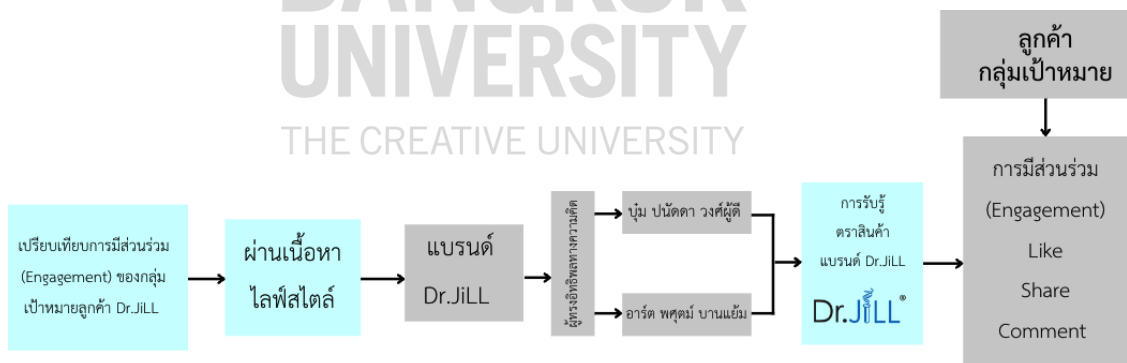 BANGKOK
UNIVERSITY
THE CREATIVE UNIVERSITY
ลูกค้า
กลุ่มเป้าหมาย
เปรียบเทียบการมีส่วนร่วม
(Engagement) ของกลุ่ม
เป้าหมายลูกค้า Dr.JiLL
ผ่านเนื้อหา
ไลฟ์สไตล์
แบรนด์
Dr.JiLL
ผู้ทรงอิทธิพลทางความคิด
บุ๋ม ปนัดดา วงศ์ผู้ดี
อาร์ต พศุตม์ บานแย้ม
การรับรู้
ตราสินค้า
แบรนด์ Dr.JiLL
Dr.JiLL®
การมีส่วนร่วม
(Engagement)
Like
Share
Comment